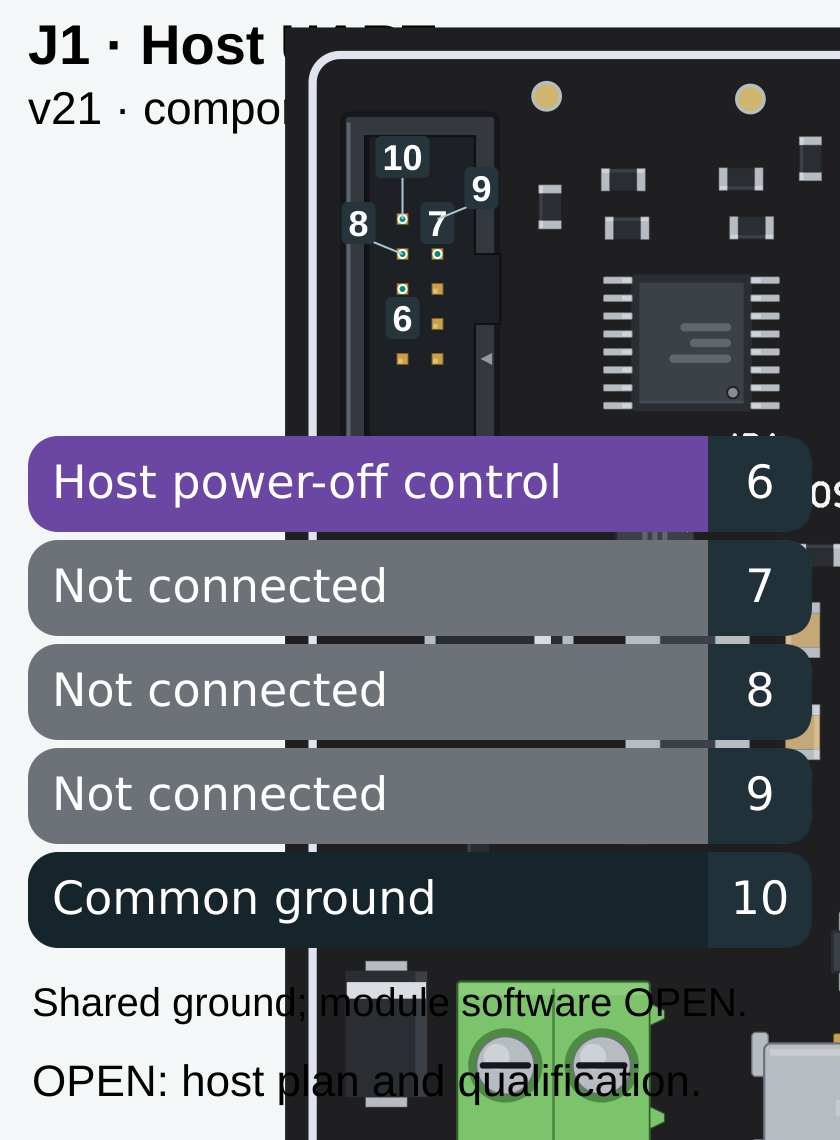 J1 · Host UART
v21 ·
10
9
8
7
6
Host power-off control 6
Not connected 7
Not connected 8
Not connected 9
Common ground 10
Shared ground; module software OPEN.
OPEN: host plan and qualification.